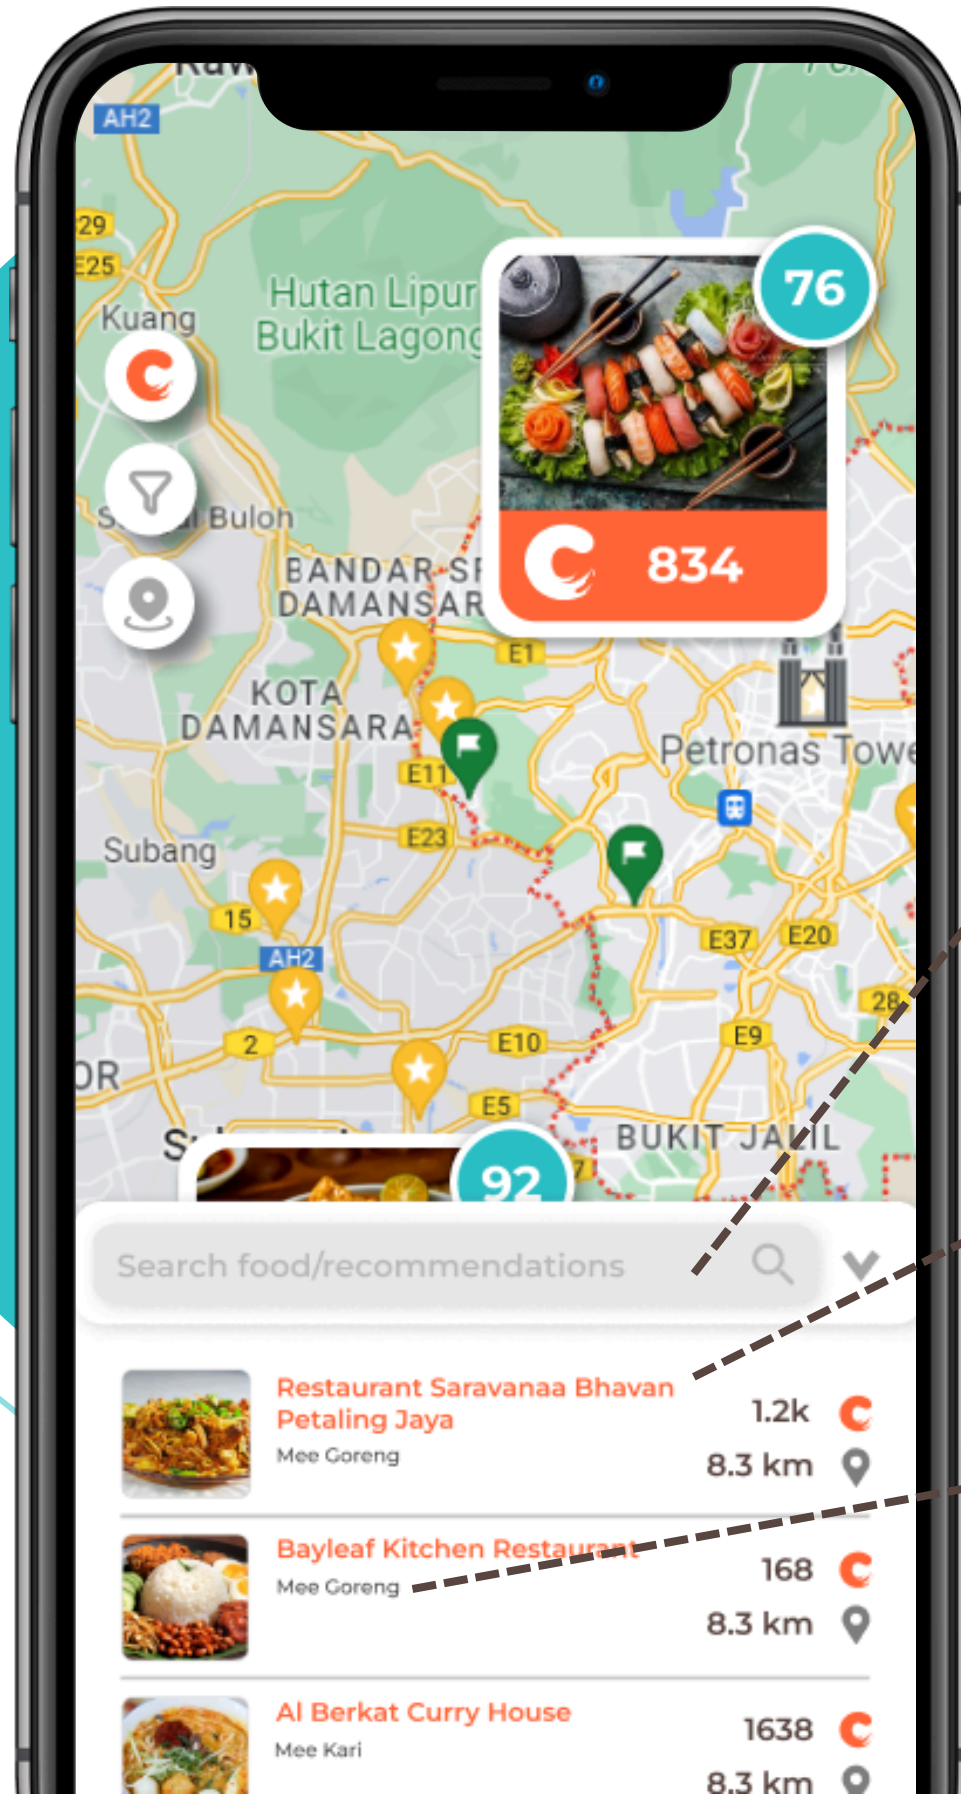 AH2
29
E25
Kuang
Hutan Lipur
Bukit Lagong
76
Buloh
834
BANDAR
DAMANSAR
E1
KOTA
DAMANSARA
Petronas Towe
E11
E23
Subang
15
E37
E20
AH2
28
2
E10
E9
OR
E5
BUKIT JALIL
92
7
Search food/recommendations
Restaurant Saravanaa Bhavan
Petaling Jaya
Mee Goreng
1.2k
8.3 km
Bayleaf Kitchen Restaurant
Mee Goreng
168
8.3 km
Al Berkat Curry House
Mee Kari
1638
8.3 km